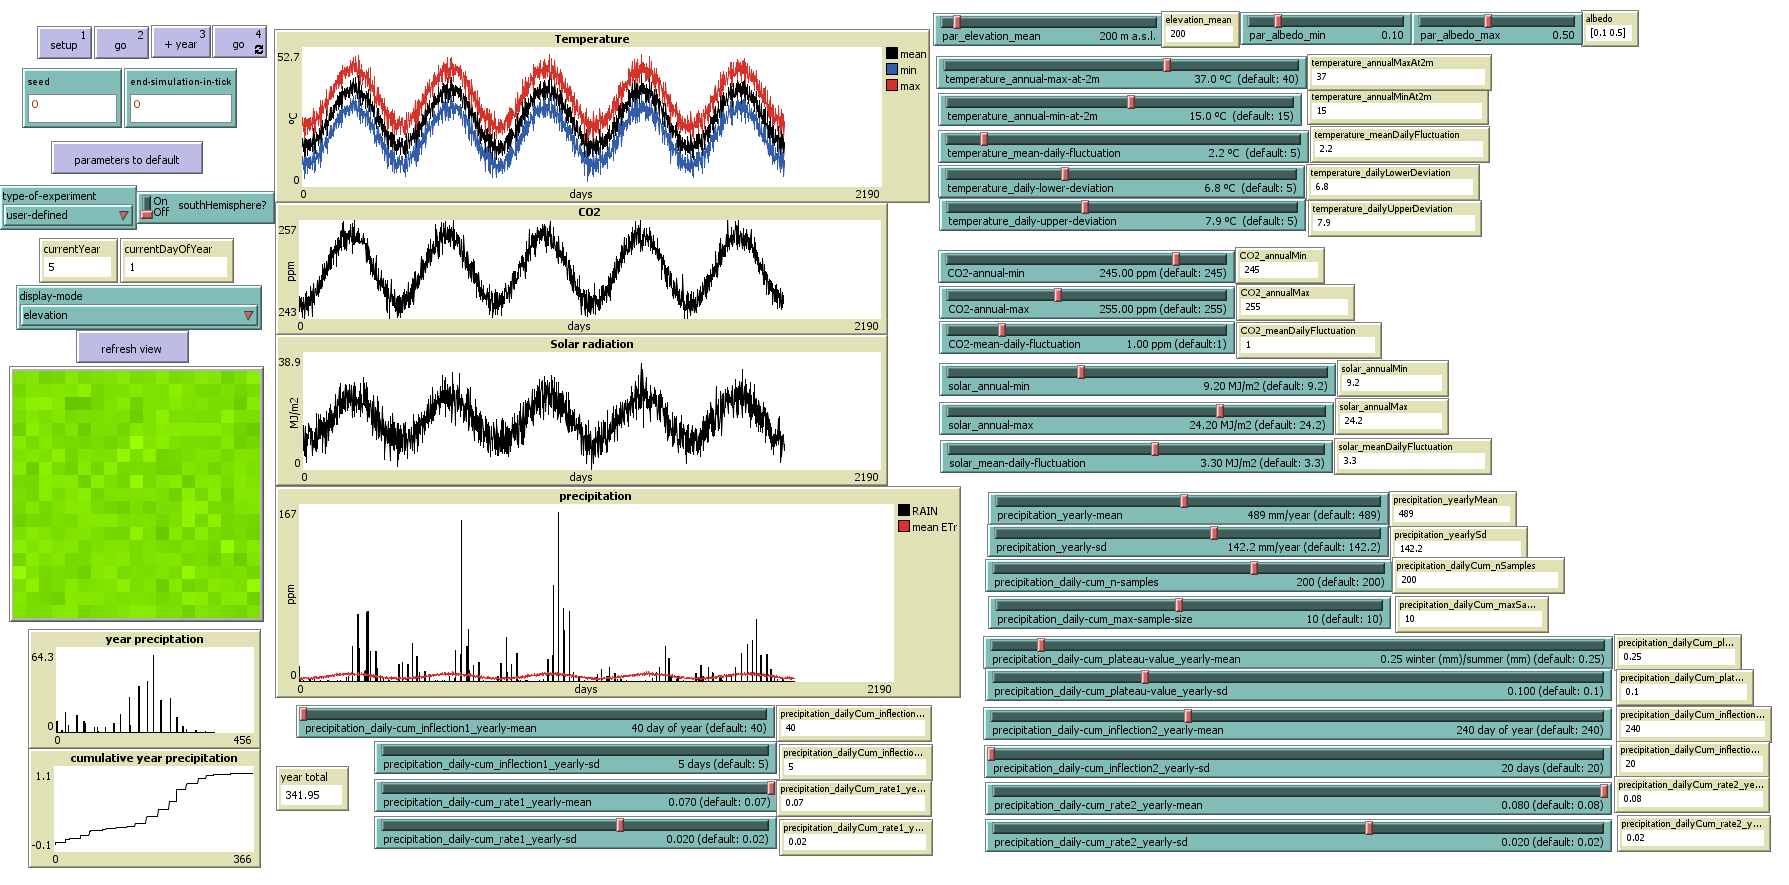 setup 1
go 2
+ year 3
go 4
seed
0
end-simulation-in-tick
0
parameters to default
type-of-experiment
user-defined
On
Off
southHemisphere?
currentYear
5
currentDayOfYear
1
display-mode
elevation
refresh view
year preciptation
64.3
0
0
456
cumulative year precipitation
1.1
-0.1
0
366
Temperature
52.7
ºC
0
0
days
2190
mean
min
max
CO2
257
ppm
243
0
days
2190
Solar radiation
38.9
MJ/m2
0
0
days
2190
precipitation
167
ppm
0
0
days
2190
RAIN
mean ETr
year total
341.95
precipitation_daily-cum_inflection1_yearly-mean 40 day of year (default: 40)
precipitation_dailyCum_inflection...
40
precipitation_daily-cum_inflection1_yearly-sd 5 days (default: 5)
precipitation_dailyCum_inflectio...
5
precipitation_daily-cum_rate1_yearly-mean 0.070 (default: 0.07)
precipitation_dailyCum_rate1_ye...
0.07
precipitation_daily-cum_rate1_yearly-sd 0.020 (default: 0.02)
precipitation_dailyCum_rate1_y...
0.02
par_elevation_mean 200 m a.s.l.
elevation_mean
200
par_albedo_min 0.10
par_albedo_max 0.50
albedo
[0.1 0.5]
temperature_annual-max-at-2m 37.0 ºC (default: 40)
temperature_annualMaxAt2m
37
temperature_annual-min-at-2m 15.0 ºC (default: 15)
temperature_annualMinAt2m
15
temperature_mean-daily-fluctuation 2.2 ºC (default: 5)
temperature_meanDailyFluctuation
2.2
temperature_daily-lower-deviation 6.8 ºC (default: 5)
temperature_dailyLowerDeviation
6.8
temperature_daily-upper-deviation 7.9 ºC (default: 5)
temperature_dailyUpperDeviation
7.9
CO2-annual-min 245.00 ppm (default: 245)
CO2_annualMin
245
CO2-annual-max 255.00 ppm (default: 255)
CO2_annualMax
255
CO2-mean-daily-fluctuation 1.00 ppm (default:1)
CO2_meanDailyFluctuation
1
solar_annual-min 9.20 MJ/m2 (default: 9.2)
solar_annualMin
9.2
solar_annual-max 24.20 MJ/m2 (default: 24.2)
solar_annualMax
24.2
solar_mean-daily-fluctuation 3.30 MJ/m2 (default: 3.3)
solar_meanDailyFluctuation
3.3
precipitation_yearly-mean 489 mm/year (default: 489)
precipitation_yearlyMean
489
precipitation_yearly-sd 142.2 mm/year (default: 142.2)
precipitation_yearlySd
142.2
precipitation_daily-cum_n-samples 200 (default: 200)
precipitation_dailyCum_nSamples
200
precipitation_daily-cum_max-sample-size 10 (default: 10)
precipitation_dailyCum_maxSa...
10
precipitation_daily-cum_plateau-value_yearly-mean 0.25 winter (mm)/summer (mm) (default: 0.25)
precipitation_dailyCum_pl...
0.25
precipitation_daily-cum_plateau-value_yearly-sd 0.100 (default: 0.1)
precipitation_dailyCum_plat...
0.1
precipitation_daily-cum_inflection2_yearly-mean 240 day of year (default: 240)
precipitation_dailyCum_inflection...
240
precipitation_daily-cum_inflection2_yearly-sd 20 days (default: 20)
precipitation_dailyCum_inflectio...
20
precipitation_daily-cum_rate2_yearly-mean 0.080 (default: 0.08)
precipitation_dailyCum_rate2_ye...
0.08
precipitation_daily-cum_rate2_yearly-sd 0.020 (default: 0.02)
precipitation_dailyCum_rate2_y...
0.02